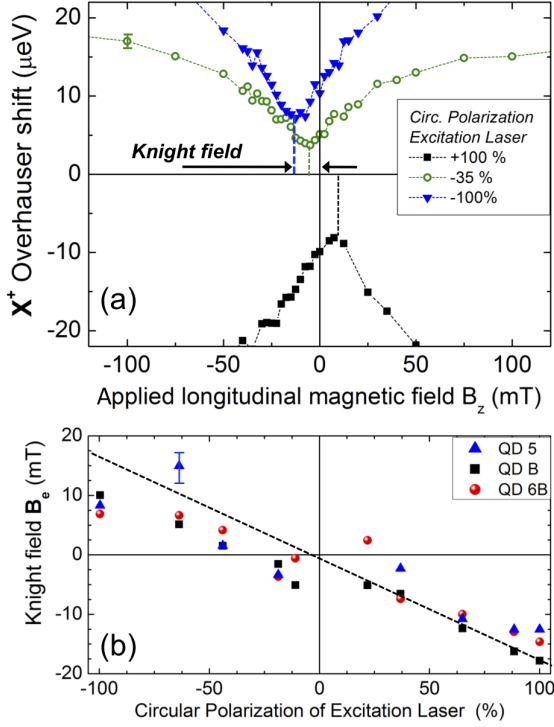 X⁺ Overhauser shift (μeV)
20
10
0
-10
-20
Knight field
Circ. Polarization
Excitation Laser
+100 %
-35 %
-100%
(a)
-100 -50 0 50 100
Applied longitudinal magnetic field B_z (mT)
Knight field B_e (mT)
20
10
0
-10
-20
QD 5
QD B
QD 6B
(b)
-100 -50 0 50 100
Circular Polarization of Excitation Laser (%)